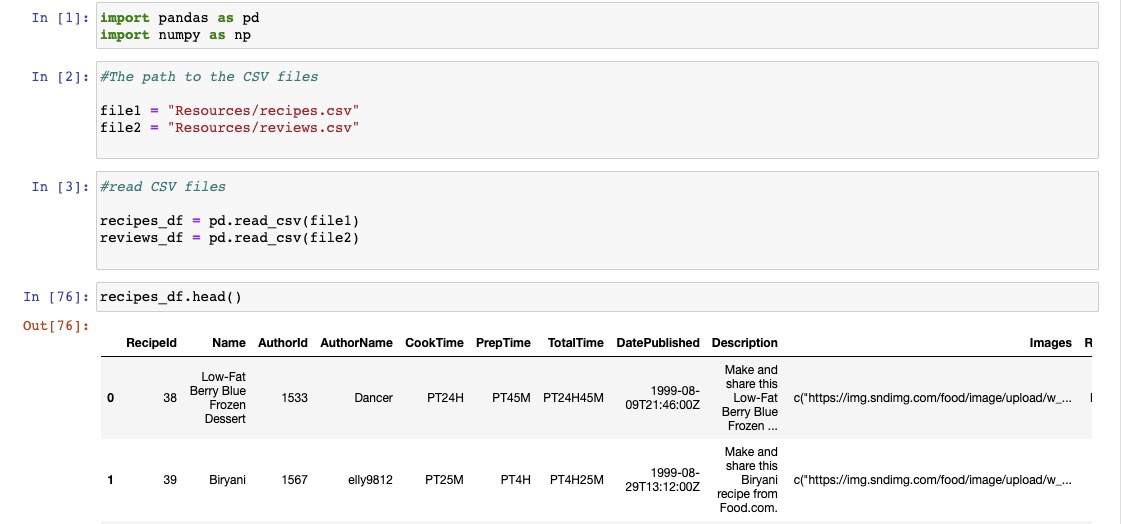 In [1]: import pandas as pd
import numpy as np
In [2]: #The path to the CSV files
file1 = "Resources/recipes.csv"
file2 = "Resources/reviews.csv"
In [3]: #read CSV files
recipes_df = pd.read_csv(file1)
reviews_df = pd.read_csv(file2)
In [76]: recipes_df.head()
Out[76]:
RecipeId Name AuthorId AuthorName CookTime PrepTime TotalTime DatePublished Description Images R
0 38 Low-Fat Berry Blue Frozen Dessert 1533 Dancer PT24H PT45M PT24H45M 1999-08-09T21:46:00Z Make and share this Low-Fat Berry Blue Frozen ... c("https://img.sndimg.com/food/image/upload/w_...
1 39 Biryani 1567 elly9812 PT25M PT4H PT4H25M 1999-08-29T13:12:00Z Make and share this Biryani recipe from Food.com. c("https://img.sndimg.com/food/image/upload/w_...